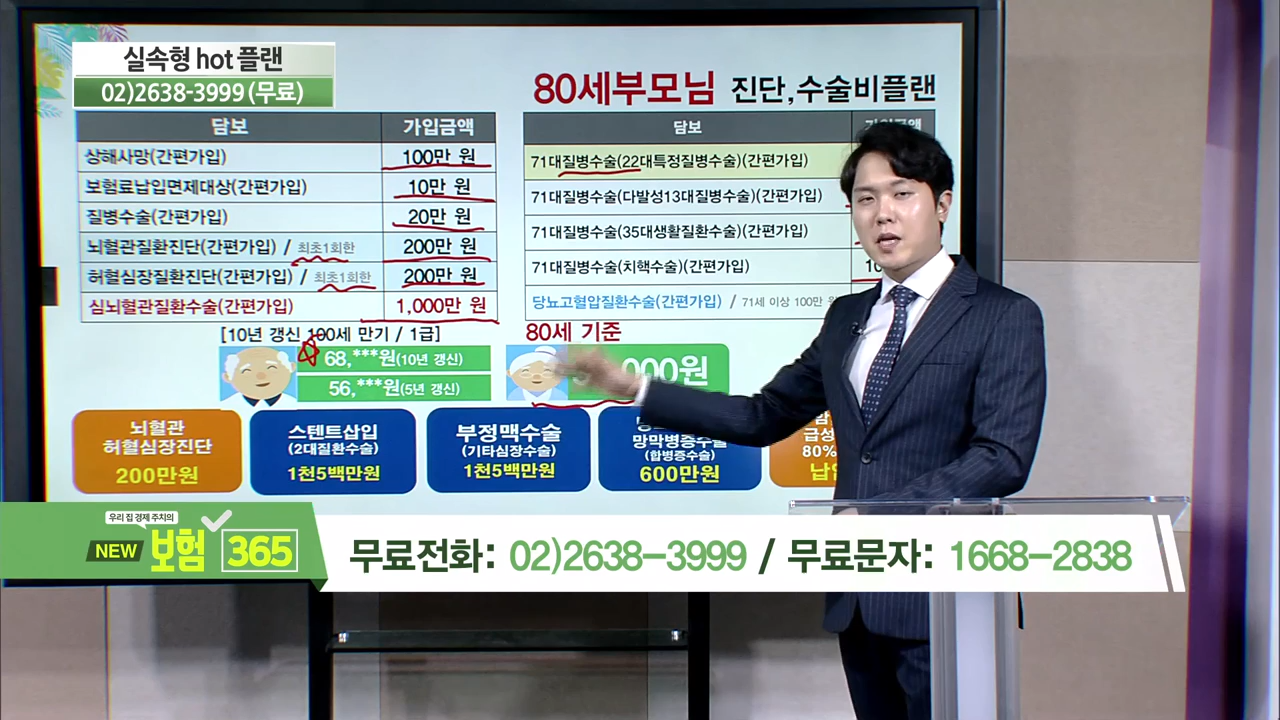 실속형 hot 플랜
02)2638-3999 (무료)
80세부모님 진단,수술비플랜
담보 가입금액
상해사망(간편가입) 100만 원
보험료납입면제대상(간편가입) 10만 원
질병수술(간편가입) 20만 원
뇌혈관질환진단(간편가입) / 최초1회한 200만 원
허혈심장질환진단(간편가입) / 최초1회한 200만 원
심뇌혈관질환수술(간편가입) 1,000만 원
담보
71대질병수술(22대특정질병수술)(간편가입)
71대질병수술(다발성13대질병수술)(간편가입)
71대질병수술(35대생활질환수술)(간편가입)
71대질병수술(치핵수술)(간편가입)
당뇨고혈압질환수술(간편가입) / 71세 이상 100만
[10년 갱신 100세 만기 / 1급]
68,***원(10년 갱신)
56,***원(5년 갱신)
80세 기준
000원
뇌혈관
허혈심장진단
200만원
스텐트삽입
(2대질환수술)
1천5백만원
부정맥수술
(기타심장수술)
1천5백만원
망막병증수술
(합병증수술)
600만원
급성
80%
우리 집 경제 주치의
NEW 보험 365
무료전화: 02)2638-3999 / 무료문자: 1668-2838